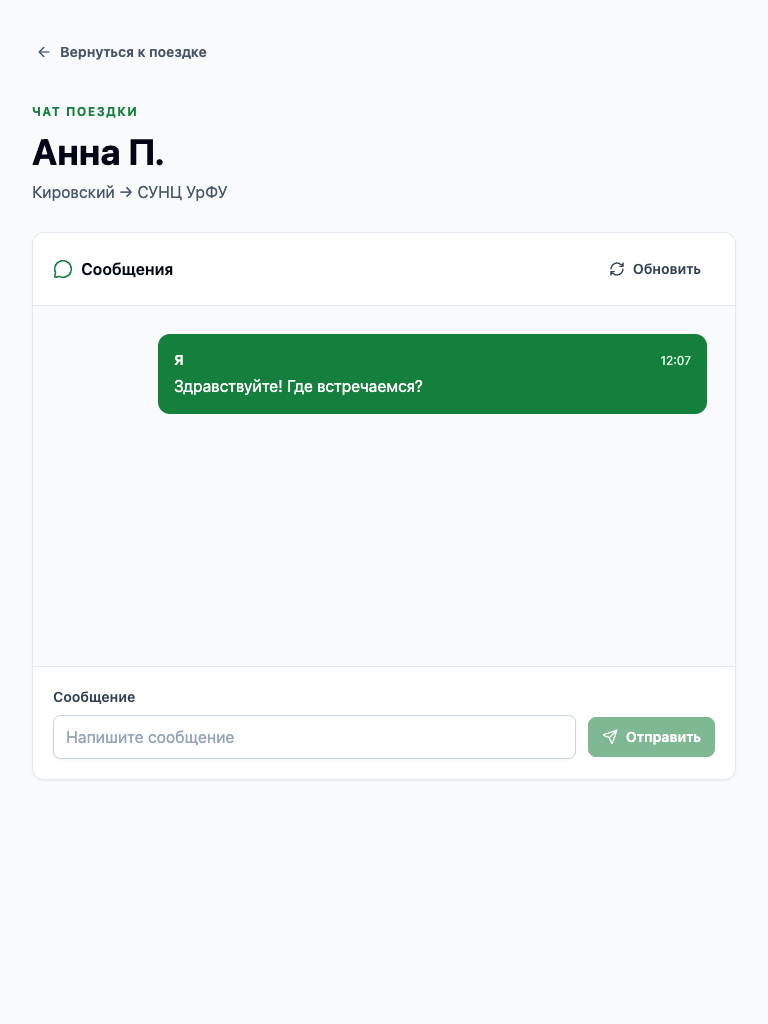 Вернуться к поездке
ЧАТ ПОЕЗДКИ
Анна П.
Кировский → СУНЦ УрФУ
Сообщения
Обновить
Я
12:07
Здравствуйте! Где встречаемся?
Сообщение
Напишите сообщение
Отправить